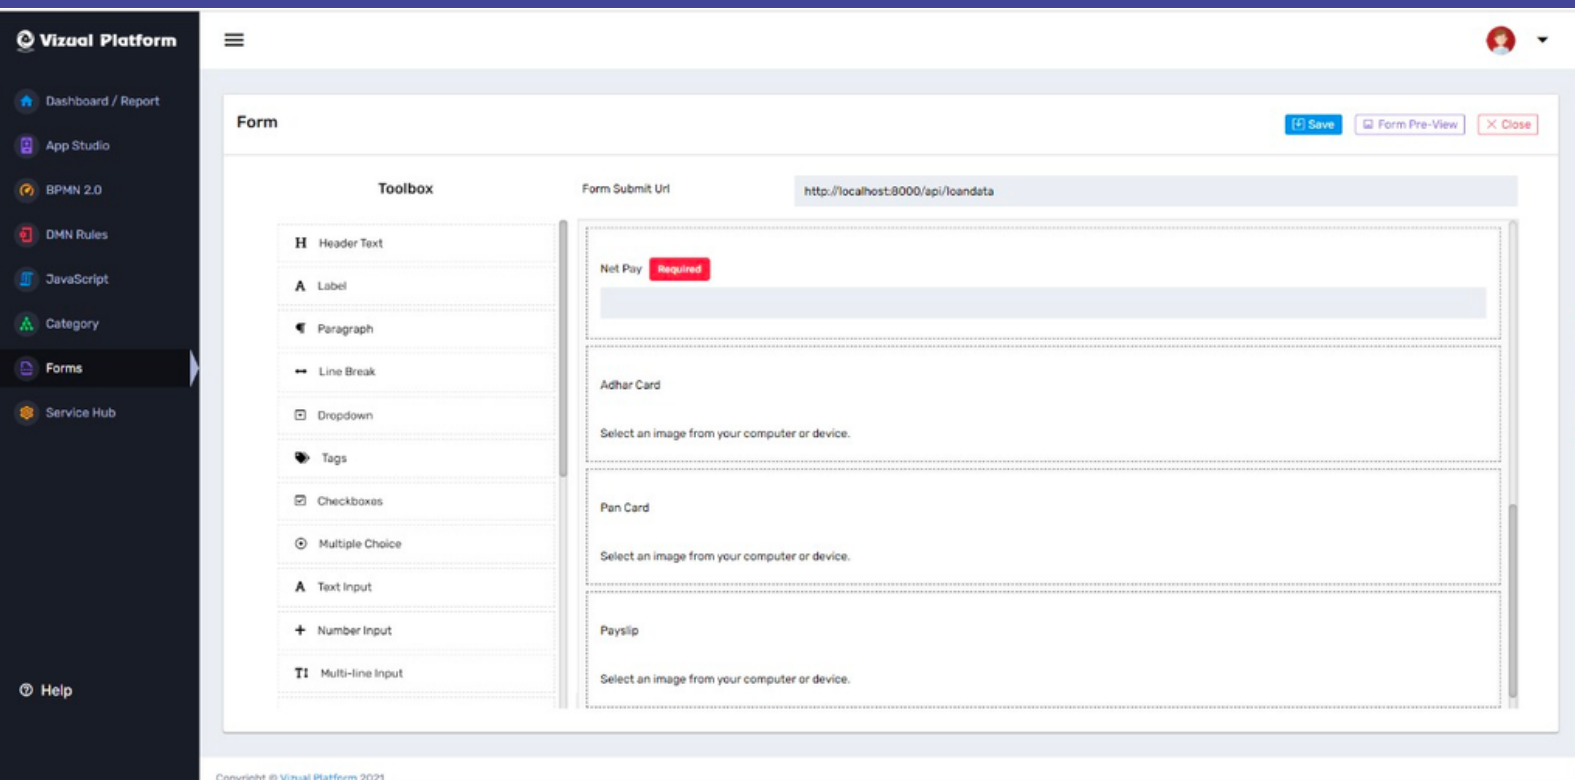 Vizual Platform
Dashboard / Report
App Studio
BPMN 2.0
DMN Rules
JavaScript
Category
Forms
Service Hub
Help
Form
Save
Form Pre-View
Close
Toolbox
Form Submit Url
http://localhost:8000/api/loandata
H Header Text
A Label
Paragraph
Line Break
Dropdown
Tags
Checkboxes
Multiple Choice
A Text Input
Number Input
Multi-line Input
Net Pay Required
Adhar Card
Select an image from your computer or device.
Pan Card
Select an image from your computer or device.
Payslip
Select an image from your computer or device.
Copyright © Vizual Platform 2021